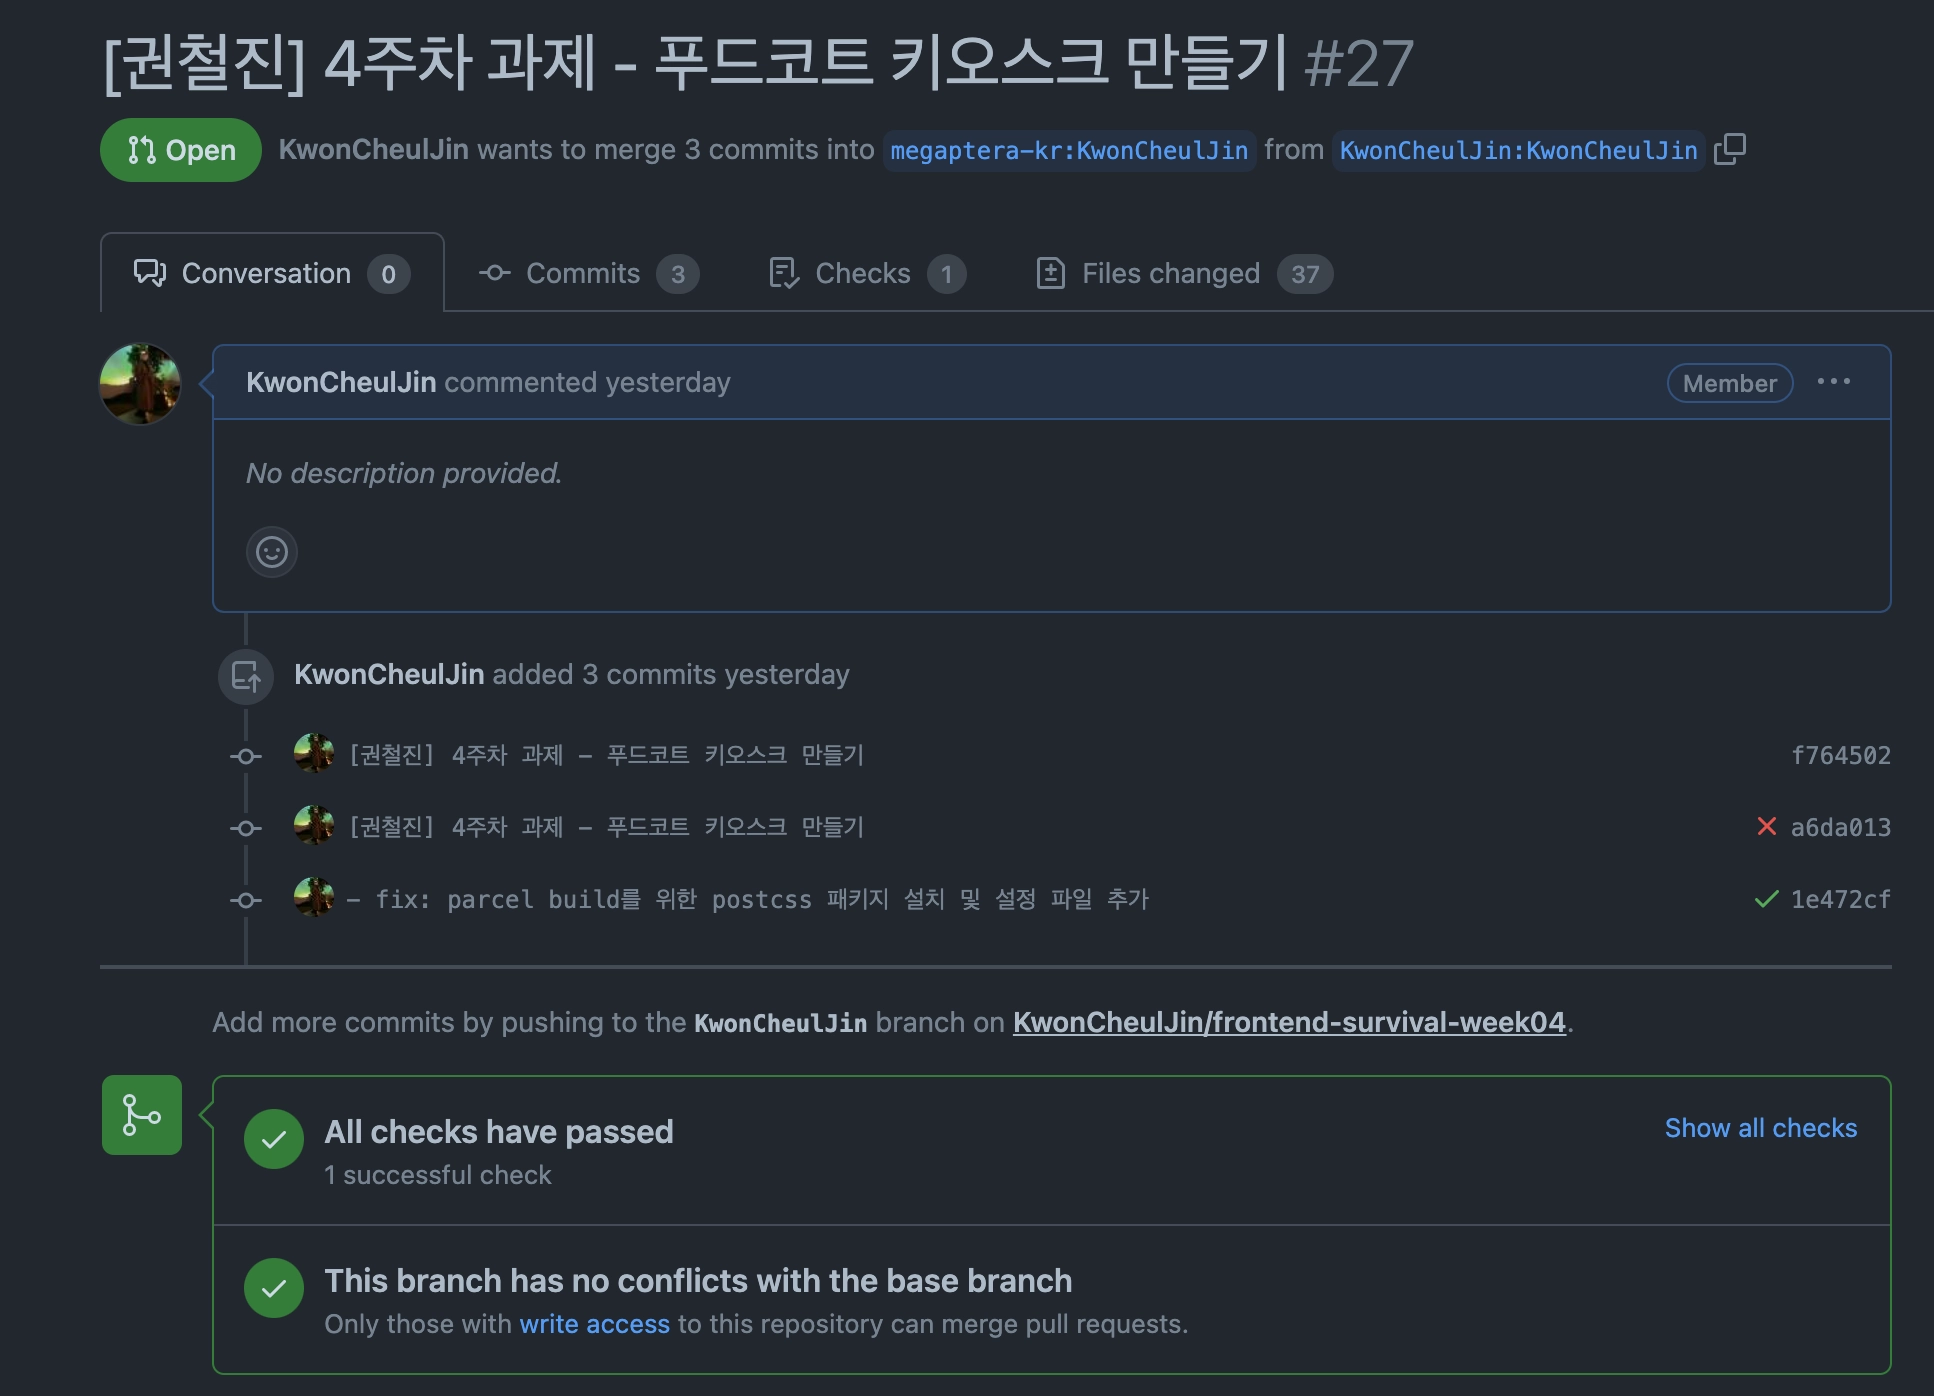 [권철진] 4주차 과제 - 푸드코트 키오스크 만들기 #27
Open KwonCheulJin wants to merge 3 commits into megaptera-kr:KwonCheulJin from KwonCheulJin:KwonCheulJin
Conversation 0 Commits 3 Checks 1 Files changed 37
KwonCheulJin commented yesterday Member ...
No description provided.
KwonCheulJin added 3 commits yesterday
[권철진] 4주차 과제 - 푸드코트 키오스크 만들기 f764502
[권철진] 4주차 과제 - 푸드코트 키오스크 만들기 a6da013
- fix: parcel build를 위한 postcss 패키지 설치 및 설정 파일 추가 1e472cf
Add more commits by pushing to the KwonCheulJin branch on KwonCheulJin/frontend-survival-week04.
All checks have passed Show all checks
1 successful check
This branch has no conflicts with the base branch
Only those with write access to this repository can merge pull requests.